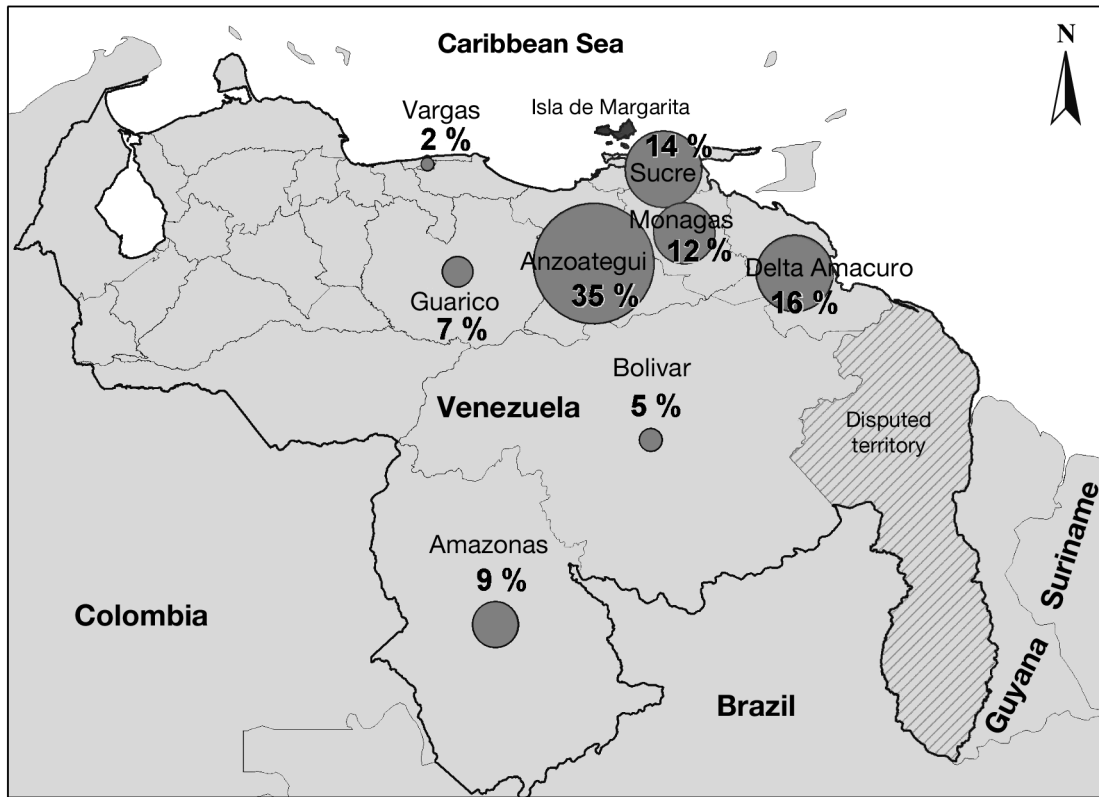 Caribbean Sea
N
Vargas
2 %
Isla de Margarita
14 %
Sucre
Monagas
12 %
Anzoategui
35 %
Delta Amacuro
16 %
Guarico
7 %
Bolivar
5 %
Venezuela
Disputed
territory
Amazonas
9 %
Colombia
Brazil
Guyana
Suriname